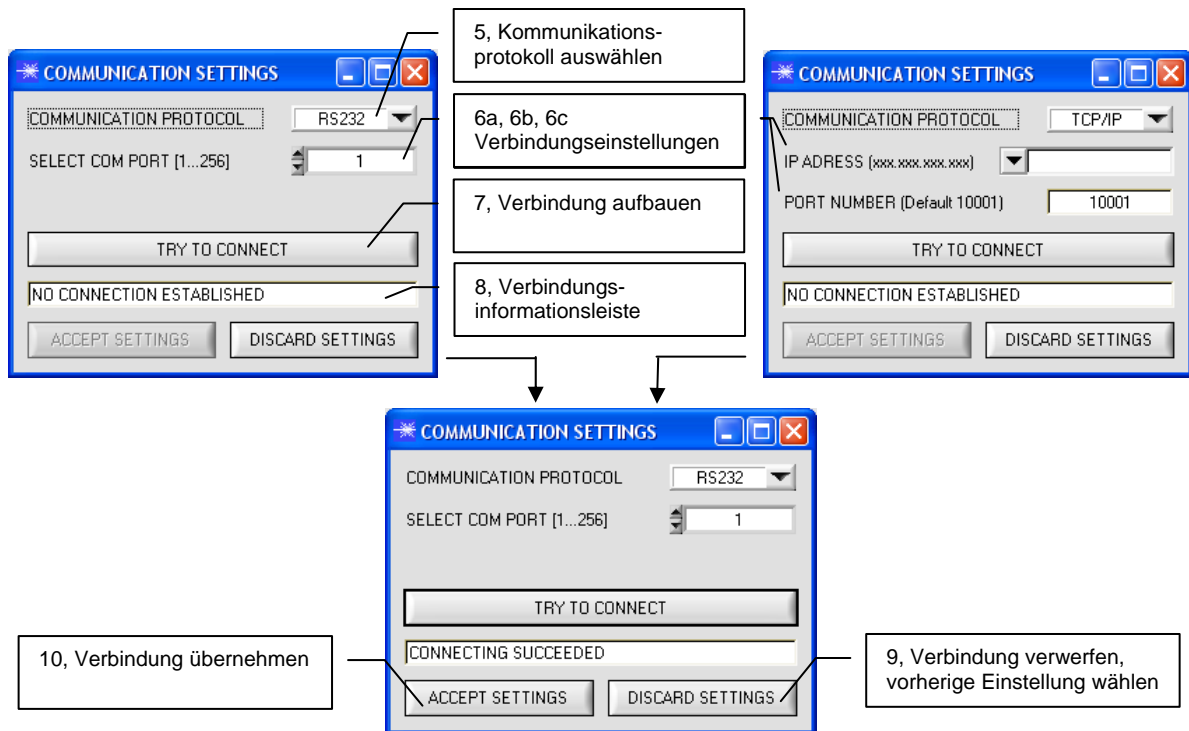 5, Kommunikations-
protokoll auswählen
COMMUNICATION SETTINGS
COMMUNICATION PROTOCOL RS232
SELECT COM PORT [1...256] 1
TRY TO CONNECT
NO CONNECTION ESTABLISHED
ACCEPT SETTINGS DISCARD SETTINGS
6a, 6b, 6c
Verbindungseinstellungen
7, Verbindung aufbauen
8, Verbindungs-
informationsleiste
COMMUNICATION SETTINGS
COMMUNICATION PROTOCOL TCP/IP
IP ADRESS (xxx.xxx.xxx.xxx)
PORT NUMBER (Default 10001) 10001
TRY TO CONNECT
NO CONNECTION ESTABLISHED
ACCEPT SETTINGS DISCARD SETTINGS
COMMUNICATION SETTINGS
COMMUNICATION PROTOCOL RS232
SELECT COM PORT [1...256] 1
TRY TO CONNECT
CONNECTING SUCCEEDED
ACCEPT SETTINGS DISCARD SETTINGS
10, Verbindung übernehmen
9, Verbindung verwerfen,
vorherige Einstellung wählen